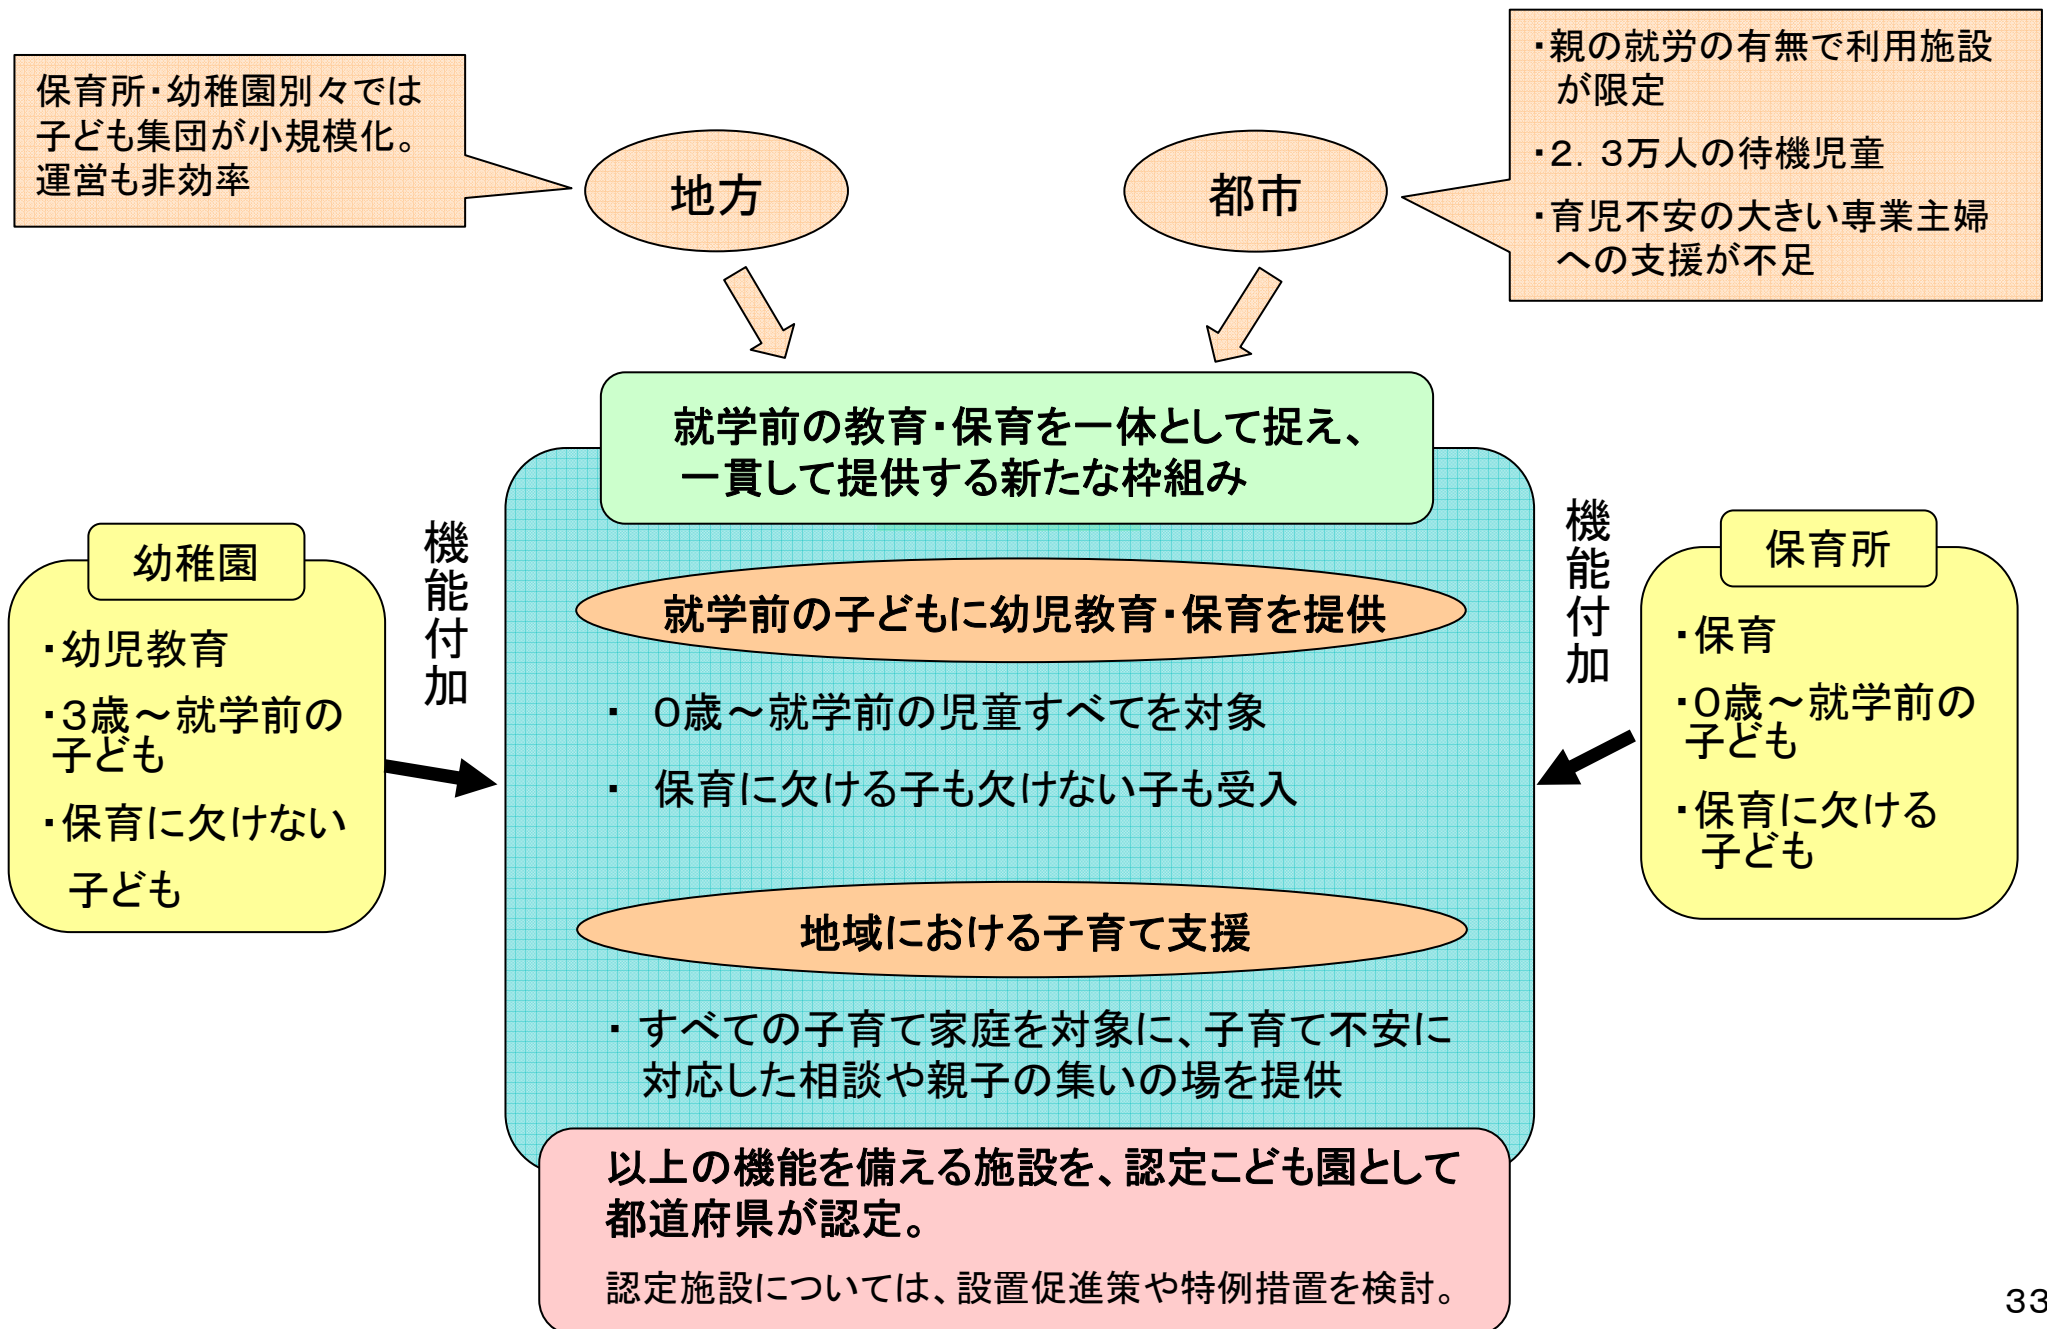 保育所・幼稚園別々では
子ども集団が小規模化。
運営も非効率
地方
都市
・親の就労の有無で利用施設
が限定
・２．３万人の待機児童
・育児不安の大きい専業主婦
への支援が不足
就学前の教育・保育を一体として捉え、
一貫して提供する新たな枠組み
幼稚園
・幼児教育
・３歳～就学前の
子ども
・保育に欠けない
子ども
機能付加
就学前の子どもに幼児教育・保育を提供
・ ０歳～就学前の児童すべてを対象
・ 保育に欠ける子も欠けない子も受入
地域における子育て支援
・すべての子育て家庭を対象に、子育て不安に
対応した相談や親子の集いの場を提供
機能付加
保育所
・保育
・０歳～就学前の
子ども
・保育に欠ける
子ども
以上の機能を備える施設を、認定こども園として
都道府県が認定。
認定施設については、設置促進策や特例措置を検討。
33